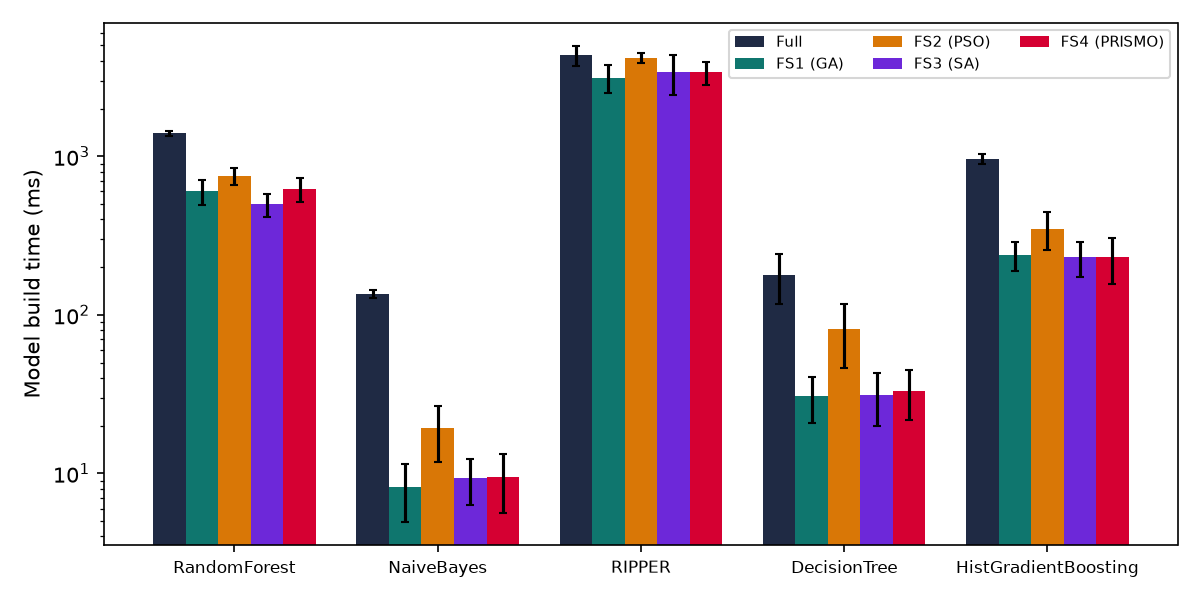 Full
FS1 (GA)
FS2 (PSO)
FS3 (SA)
FS4 (PRISMO)
Model build time (ms)
10³
10²
10¹
RandomForest
NaiveBayes
RIPPER
DecisionTree
HistGradientBoosting